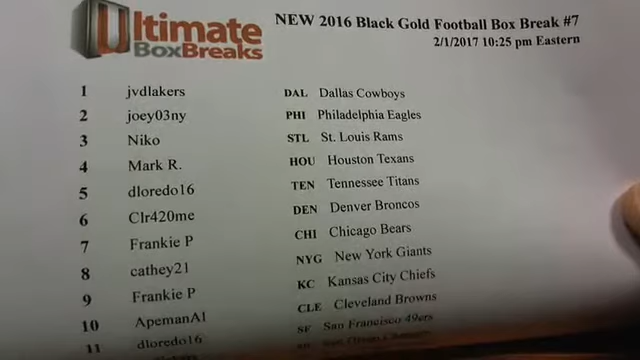 Ultimate
BoxBreaks
NEW 2016 Black Gold Football Box Break #7
2/1/2017 10:25 pm Eastern
1 jvdlakers DAL Dallas Cowboys
2 joey03ny PHI Philadelphia Eagles
3 Niko STL St. Louis Rams
4 Mark R. HOU Houston Texans
5 dloredo16 TEN Tennessee Titans
6 Clr420me DEN Denver Broncos
7 Frankie P CHI Chicago Bears
8 cathey21 NYG New York Giants
9 Frankie P KC Kansas City Chiefs
10 ApemanAl CLE Cleveland Browns
11 dloredo16 SF San Francisco 49ers